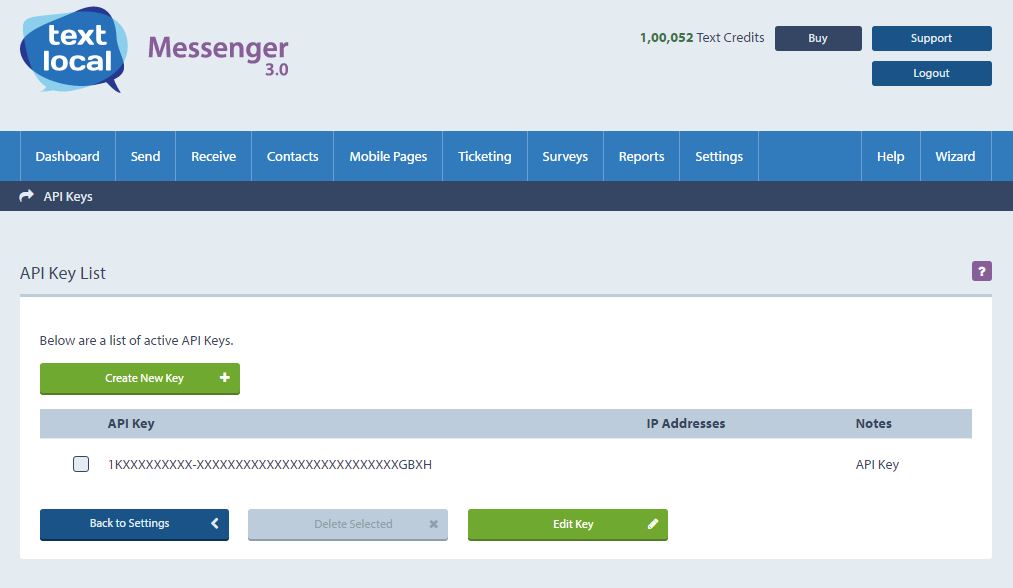 text
local
Messenger
3.0
1,00,052 Text Credits
Buy
Support
Logout
Dashboard
Send
Receive
Contacts
Mobile Pages
Ticketing
Surveys
Reports
Settings
Help
Wizard
API Keys
API Key List
?
Below are a list of active API Keys.
Create New Key
API Key
IP Addresses
Notes
1KXXXXXXXXXX-XXXXXXXXXXXXXXXXXXXXXXXXXXGBXH
API Key
Back to Settings
Delete Selected
Edit Key